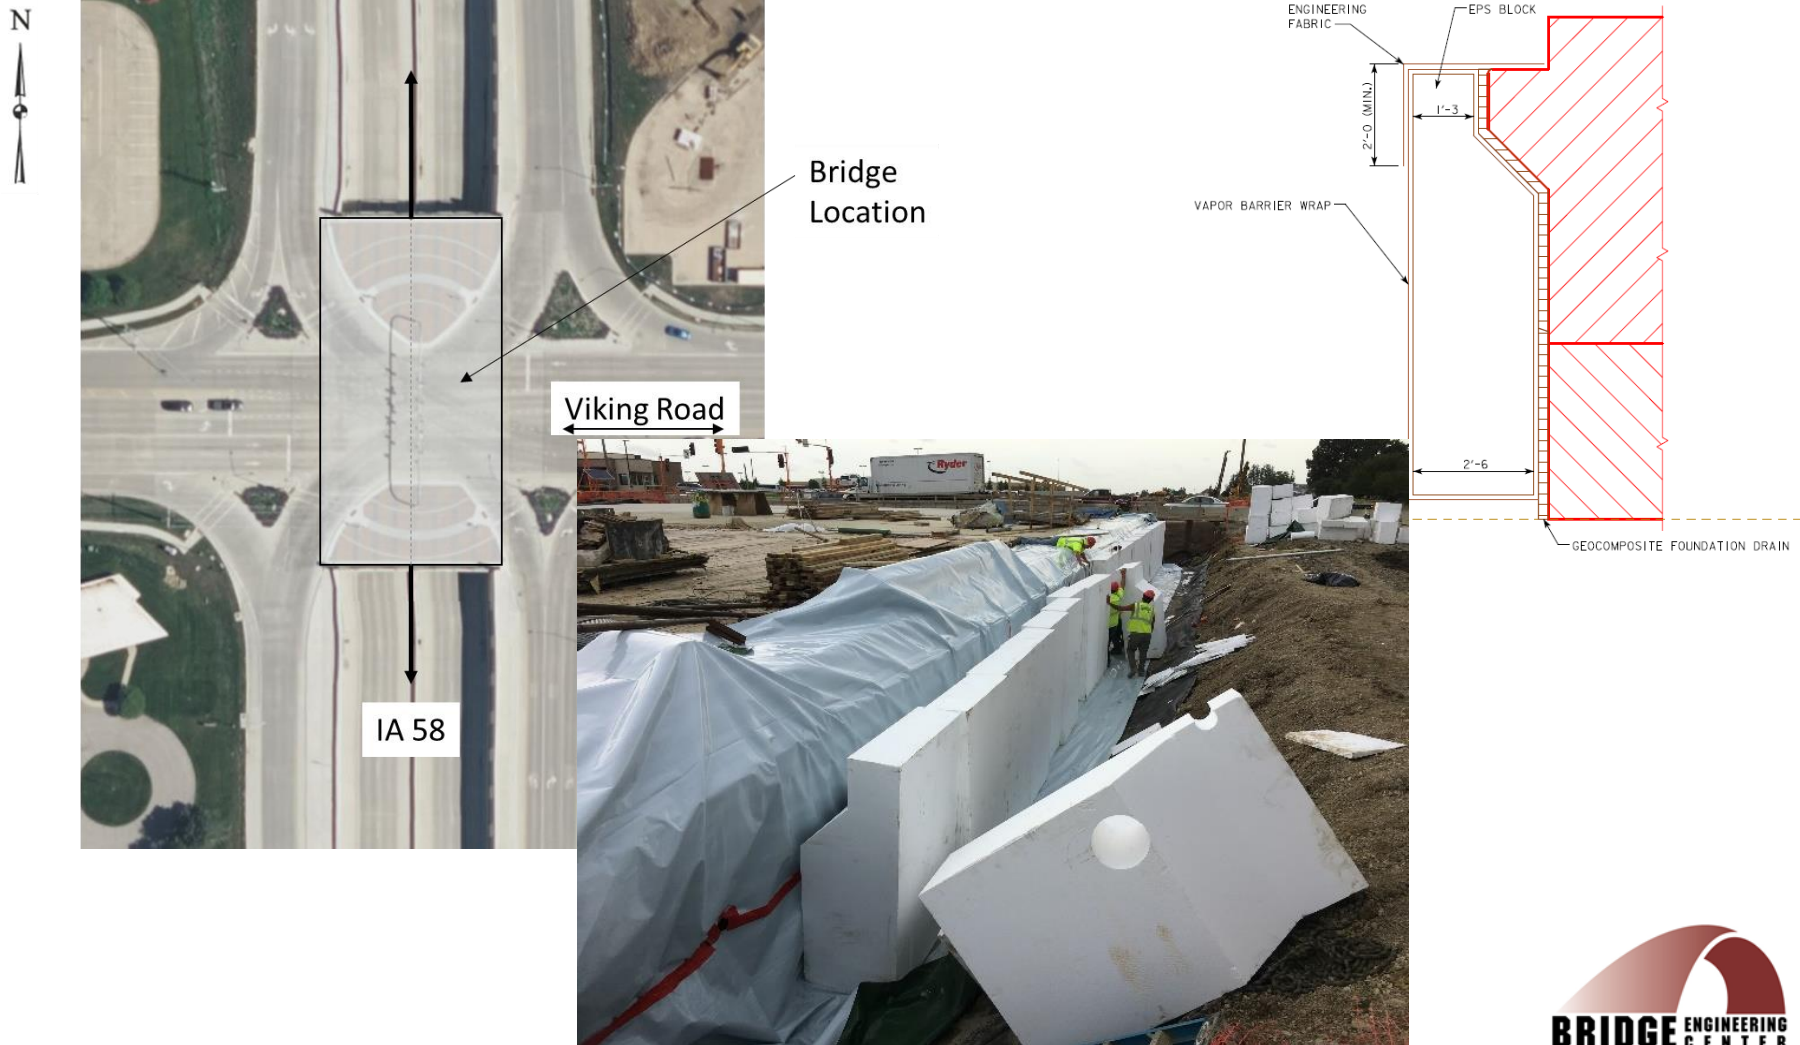 N
Bridge
Location
Viking Road
IA 58
ENGINEERING
FABRIC
EPS BLOCK
2'-0 (MIN.)
1'-3
VAPOR BARRIER WRAP
2'-6
GEOCOMPOSITE FOUNDATION DRAIN
Ryder
BRIDGE ENGINEERING
CENTER